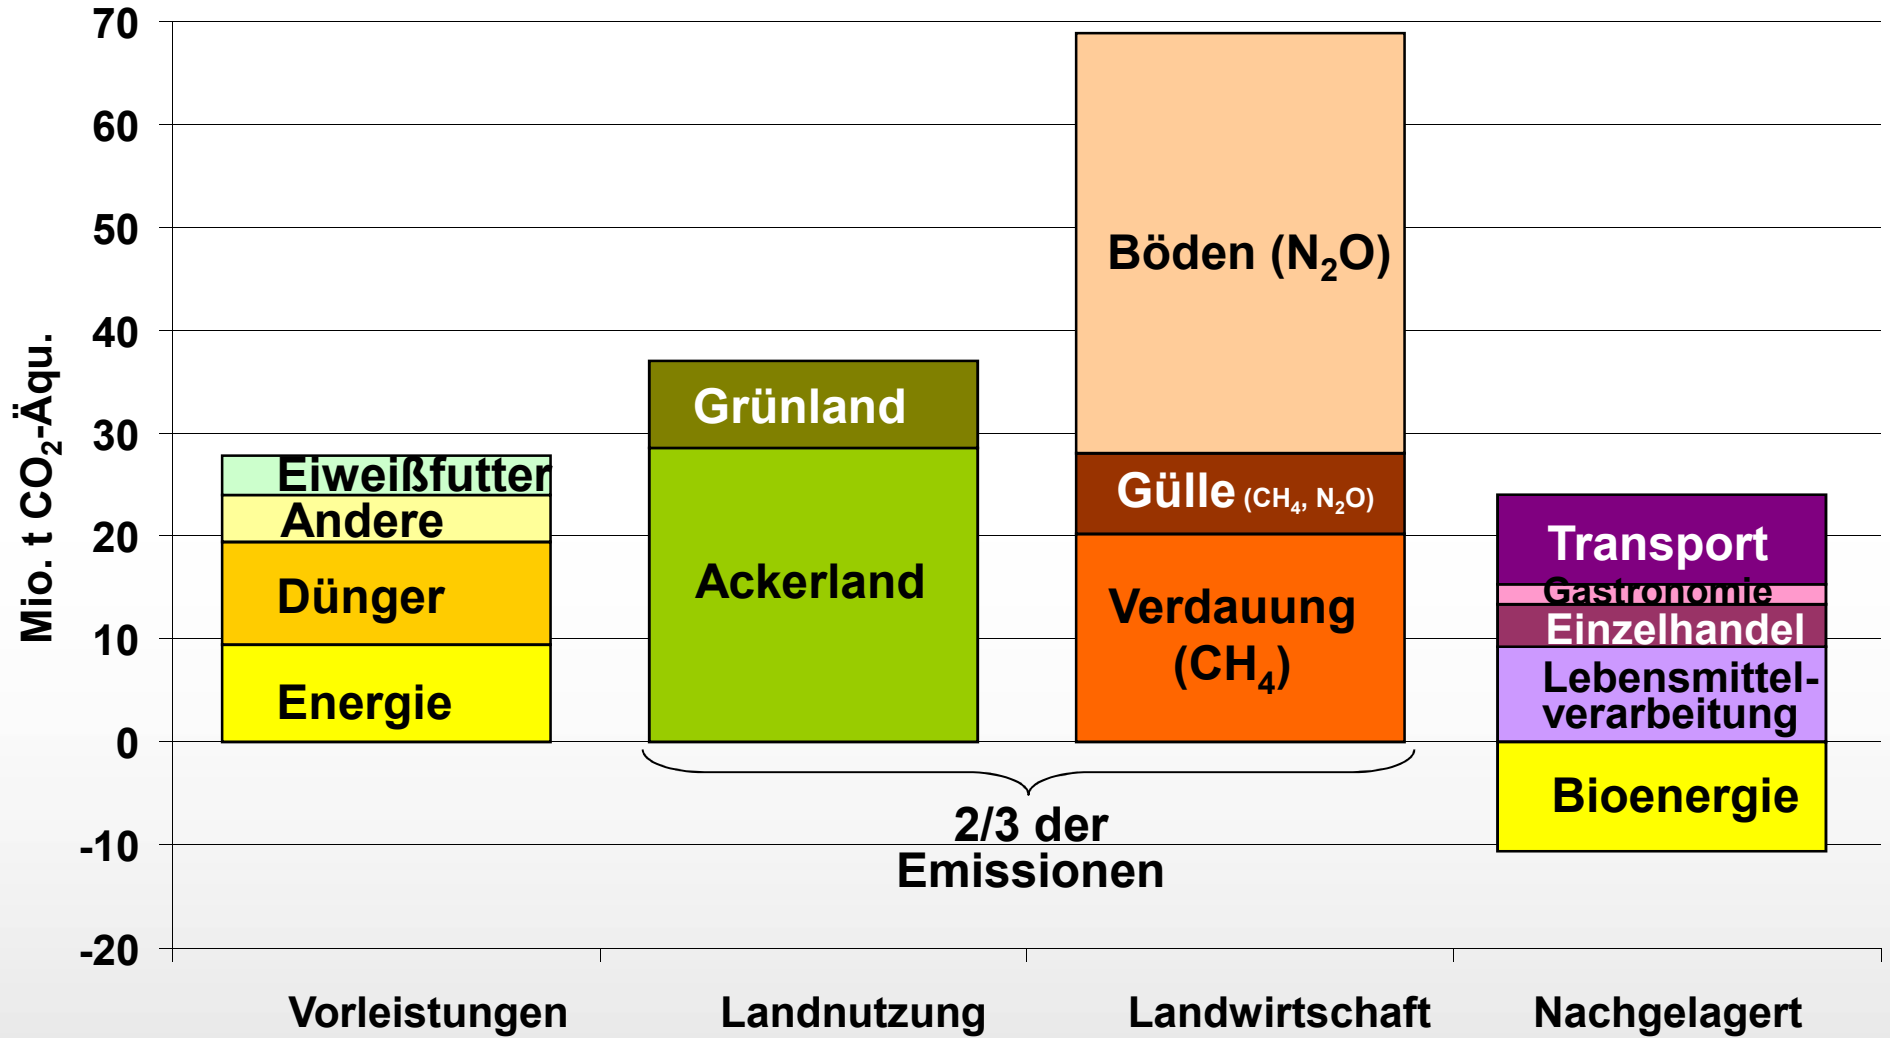 70
60
50
40
30
20
10
0
-10
-20
Mio. t CO₂-Äqu.
Eiweißfutter
Andere
Dünger
Energie
Grünland
Ackerland
Böden (N₂O)
Gülle (CH₄, N₂O)
Verdauung
(CH₄)
Transport
Gastronomie
Einzelhandel
Lebensmittel-
verarbeitung
Bioenergie
2/3 der
Emissionen
Vorleistungen
Landnutzung
Landwirtschaft
Nachgelagert